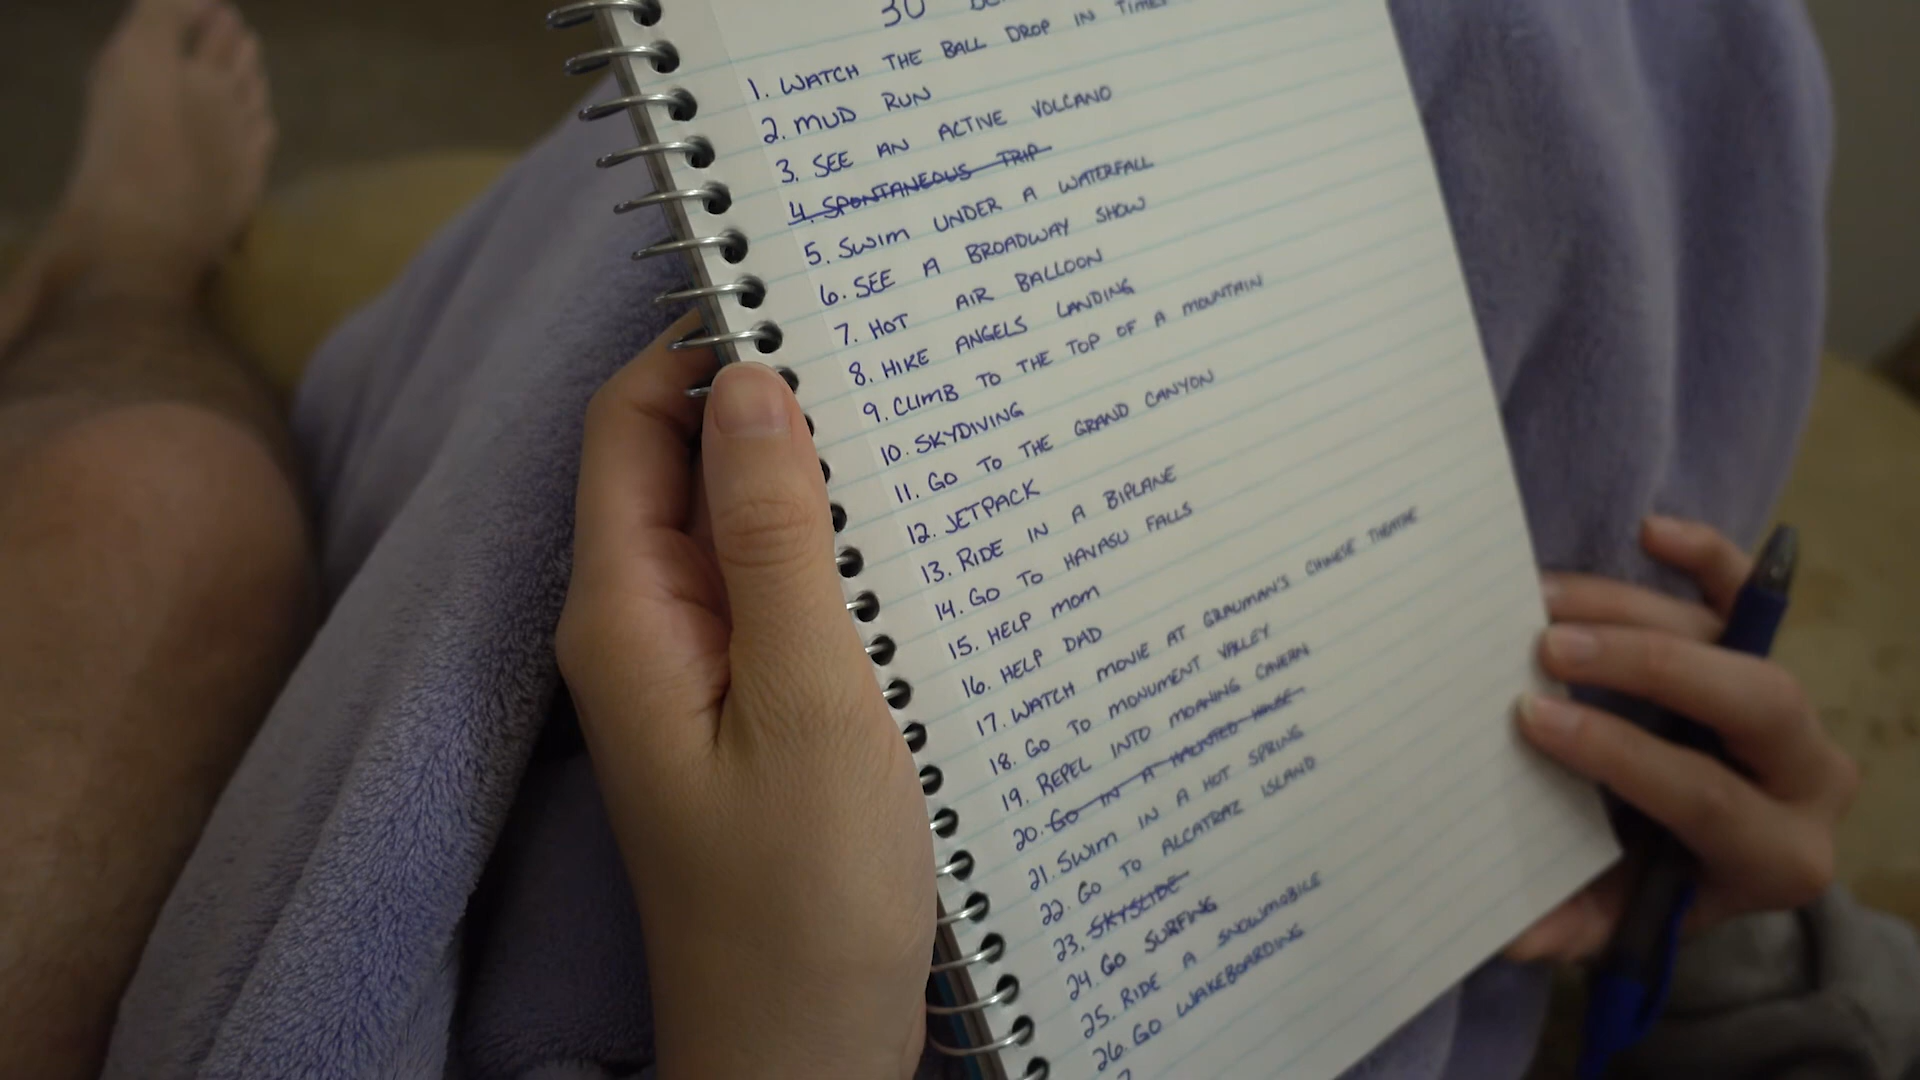 30
1. WATCH THE BALL DROP IN TIMES
2. MUD RUN
3. SEE AN ACTIVE VOLCANO
4. SPONTANEOUS TRIP
5. SWIM UNDER A WATERFALL
6. SEE A BROADWAY SHOW
7. HOT AIR BALLOON
8. HIKE ANGELS LANDING
9. CLIMB TO THE TOP OF A MOUNTAIN
10. SKYDIVING
11. GO TO THE GRAND CANYON
12. JETPACK
13. RIDE IN A BIPLANE
14. GO TO HAVASU FALLS
15. HELP MOM
16. HELP DAD
17. WATCH MOVIE AT GRAUMAN'S CHINESE THEATRE
18. GO TO MONUMENT VALLEY
19. REPEL INTO MOANING CAVERN
20. GO IN A HAUNTED HOUSE
21. SWIM IN A HOT SPRING
22. GO TO ALCATRAZ ISLAND
23. SKYSLIDE
24. GO SURFING
25. RIDE A SNOWMOBILE
26. GO WAKEBOARDING